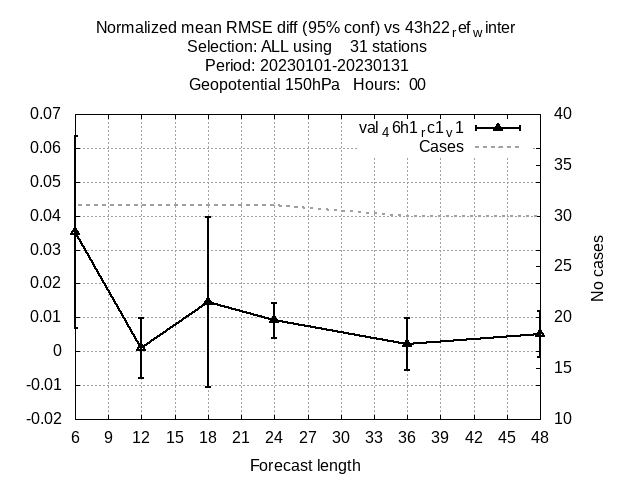 Normalized mean RMSE diff (95% conf) vs 43h22refwinter
Selection: ALL using 31 stations
Period: 20230101-20230131
Geopotential 150hPa Hours: 00
val46h1rc1v1
Cases
0.07
0.06
0.05
0.04
0.03
0.02
0.01
0
-0.01
-0.02
40
35
30
25
20
15
10
No cases
6 9 12 15 18 21 24 27 30 33 36 39 42 45 48
Forecast length